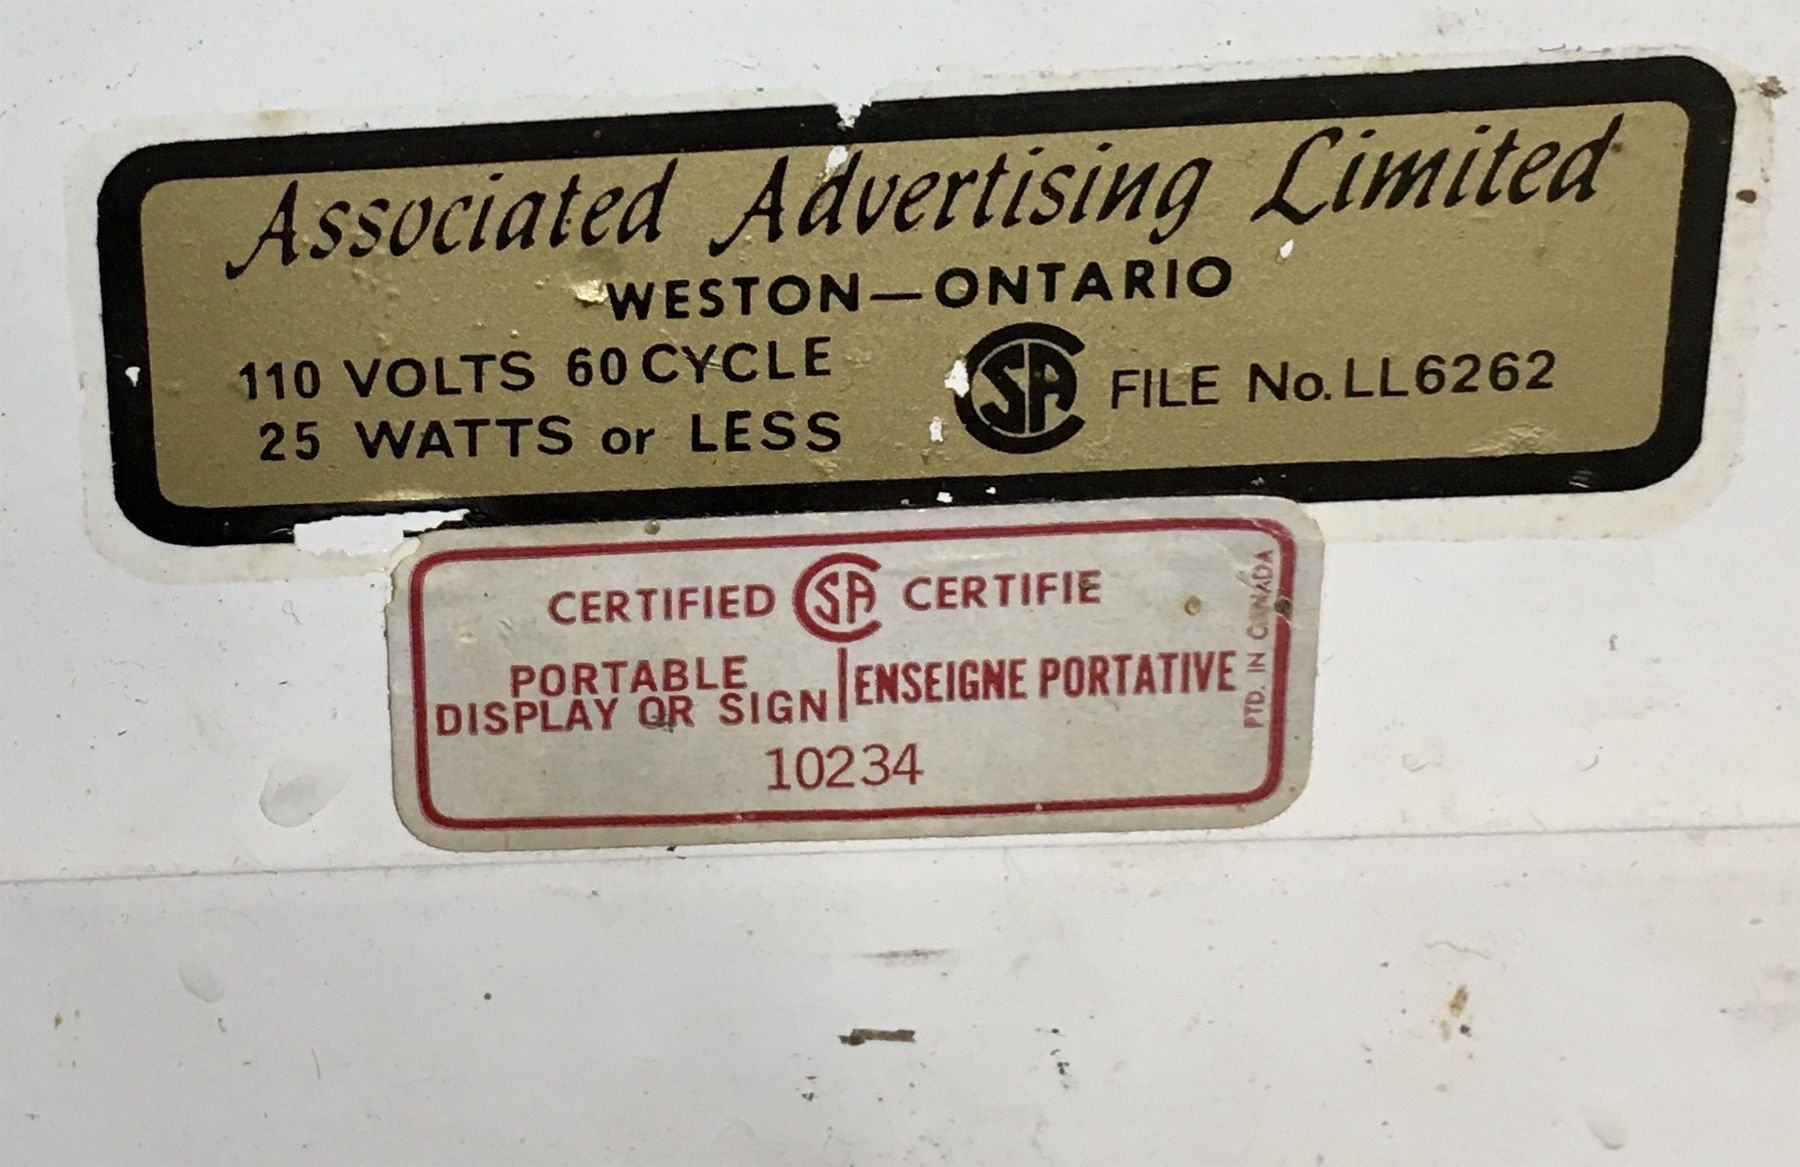 Associated Advertising Limited
WESTON—ONTARIO
110 VOLTS 60 CYCLE
25 WATTS or LESS
CSA FILE No. LL6262
CERTIFIED CSA CERTIFIE
PORTABLE
DISPLAY OR SIGN
ENSEIGNE PORTATIVE
10234
PTD. IN CANADA